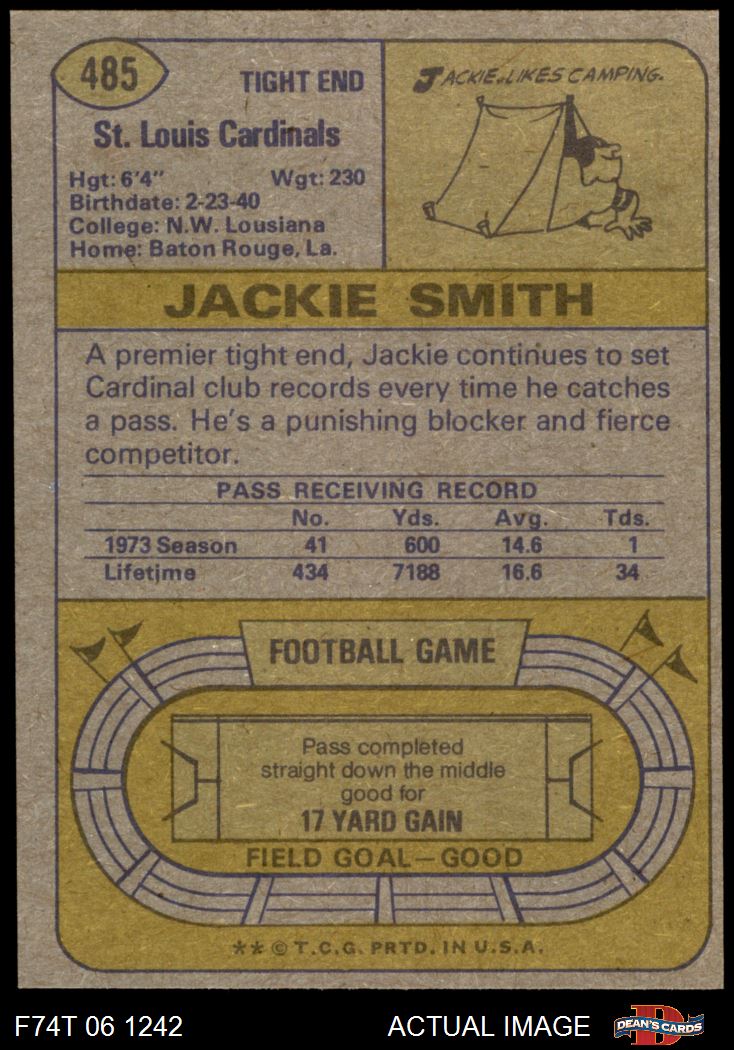 485
TIGHT END
St. Louis Cardinals
Hgt: 6'4" Wgt: 230
Birthdate: 2-23-40
College: N.W. Lousiana
Home: Baton Rouge, La.
JACKIE LIKES CAMPING.
JACKIE SMITH
A premier tight end, Jackie continues to set
Cardinal club records every time he catches
a pass. He's a punishing blocker and fierce
competitor.
PASS RECEIVING RECORD
No. Yds. Avg. Tds.
1973 Season 41 600 14.6 1
Lifetime 434 7188 16.6 34
FOOTBALL GAME
Pass completed
straight down the middle
good for
17 YARD GAIN
FIELD GOAL—GOOD
** © T.C.G. PRTD. IN U.S.A.
F74T 06 1242 ACTUAL IMAGE
D
DEAN'S CARDS